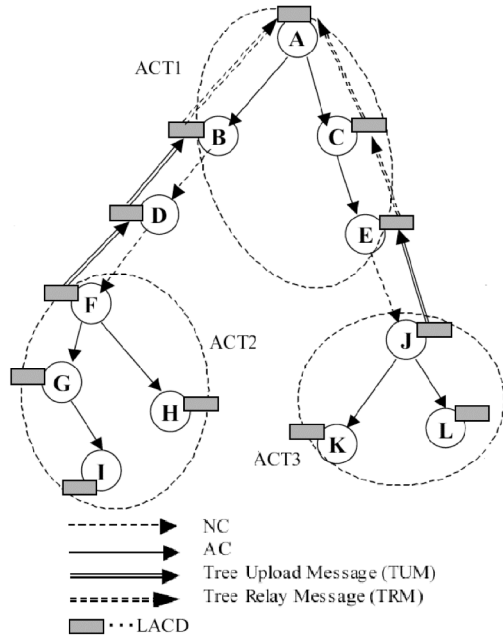 A
ACT1
B
C
D
E
F
ACT2
J
G
H
L
K
I
ACT3
NC
AC
Tree Upload Message (TUM)
Tree Relay Message (TRM)
···LACD